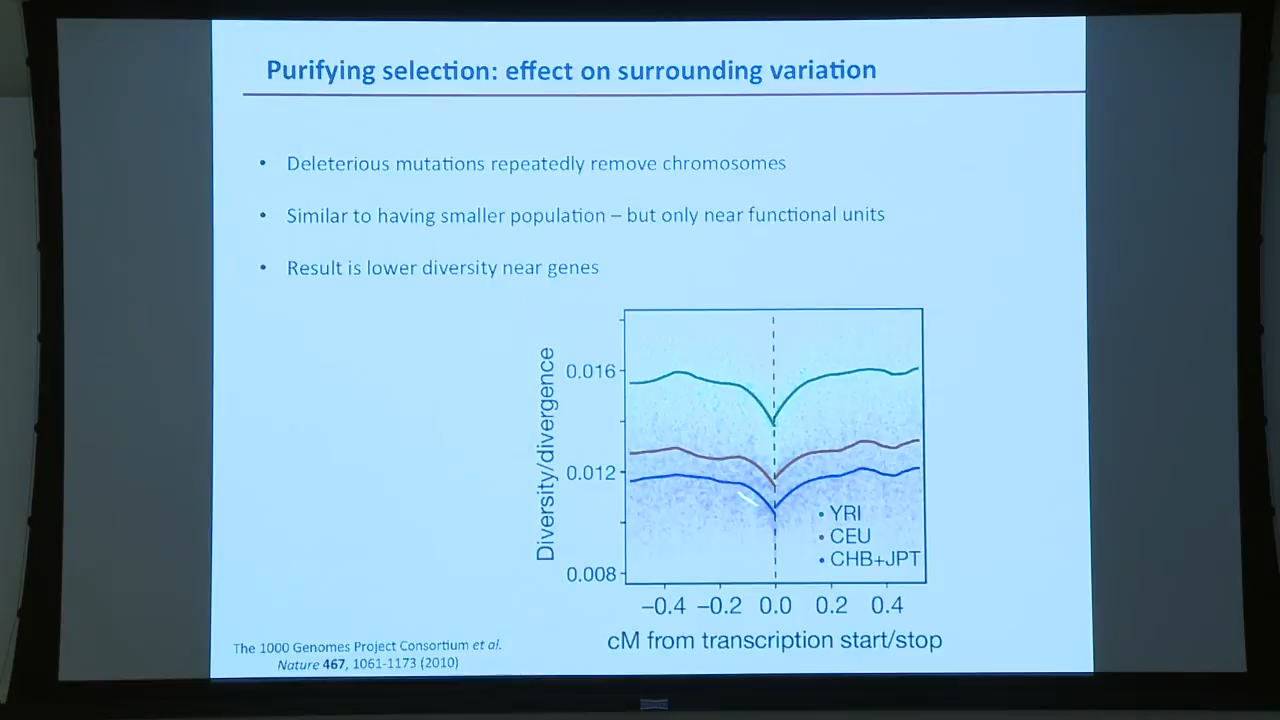 Purifying selection: effect on surrounding variation
• Deleterious mutations repeatedly remove chromosomes
• Similar to having smaller population – but only near functional units
• Result is lower diversity near genes
Diversity/divergence
0.016
0.012
0.008
• YRI
• CEU
• CHB+JPT
−0.4 −0.2 0.0 0.2 0.4
cM from transcription start/stop
The 1000 Genomes Project Consortium et al.
Nature 467, 1061-1173 (2010)